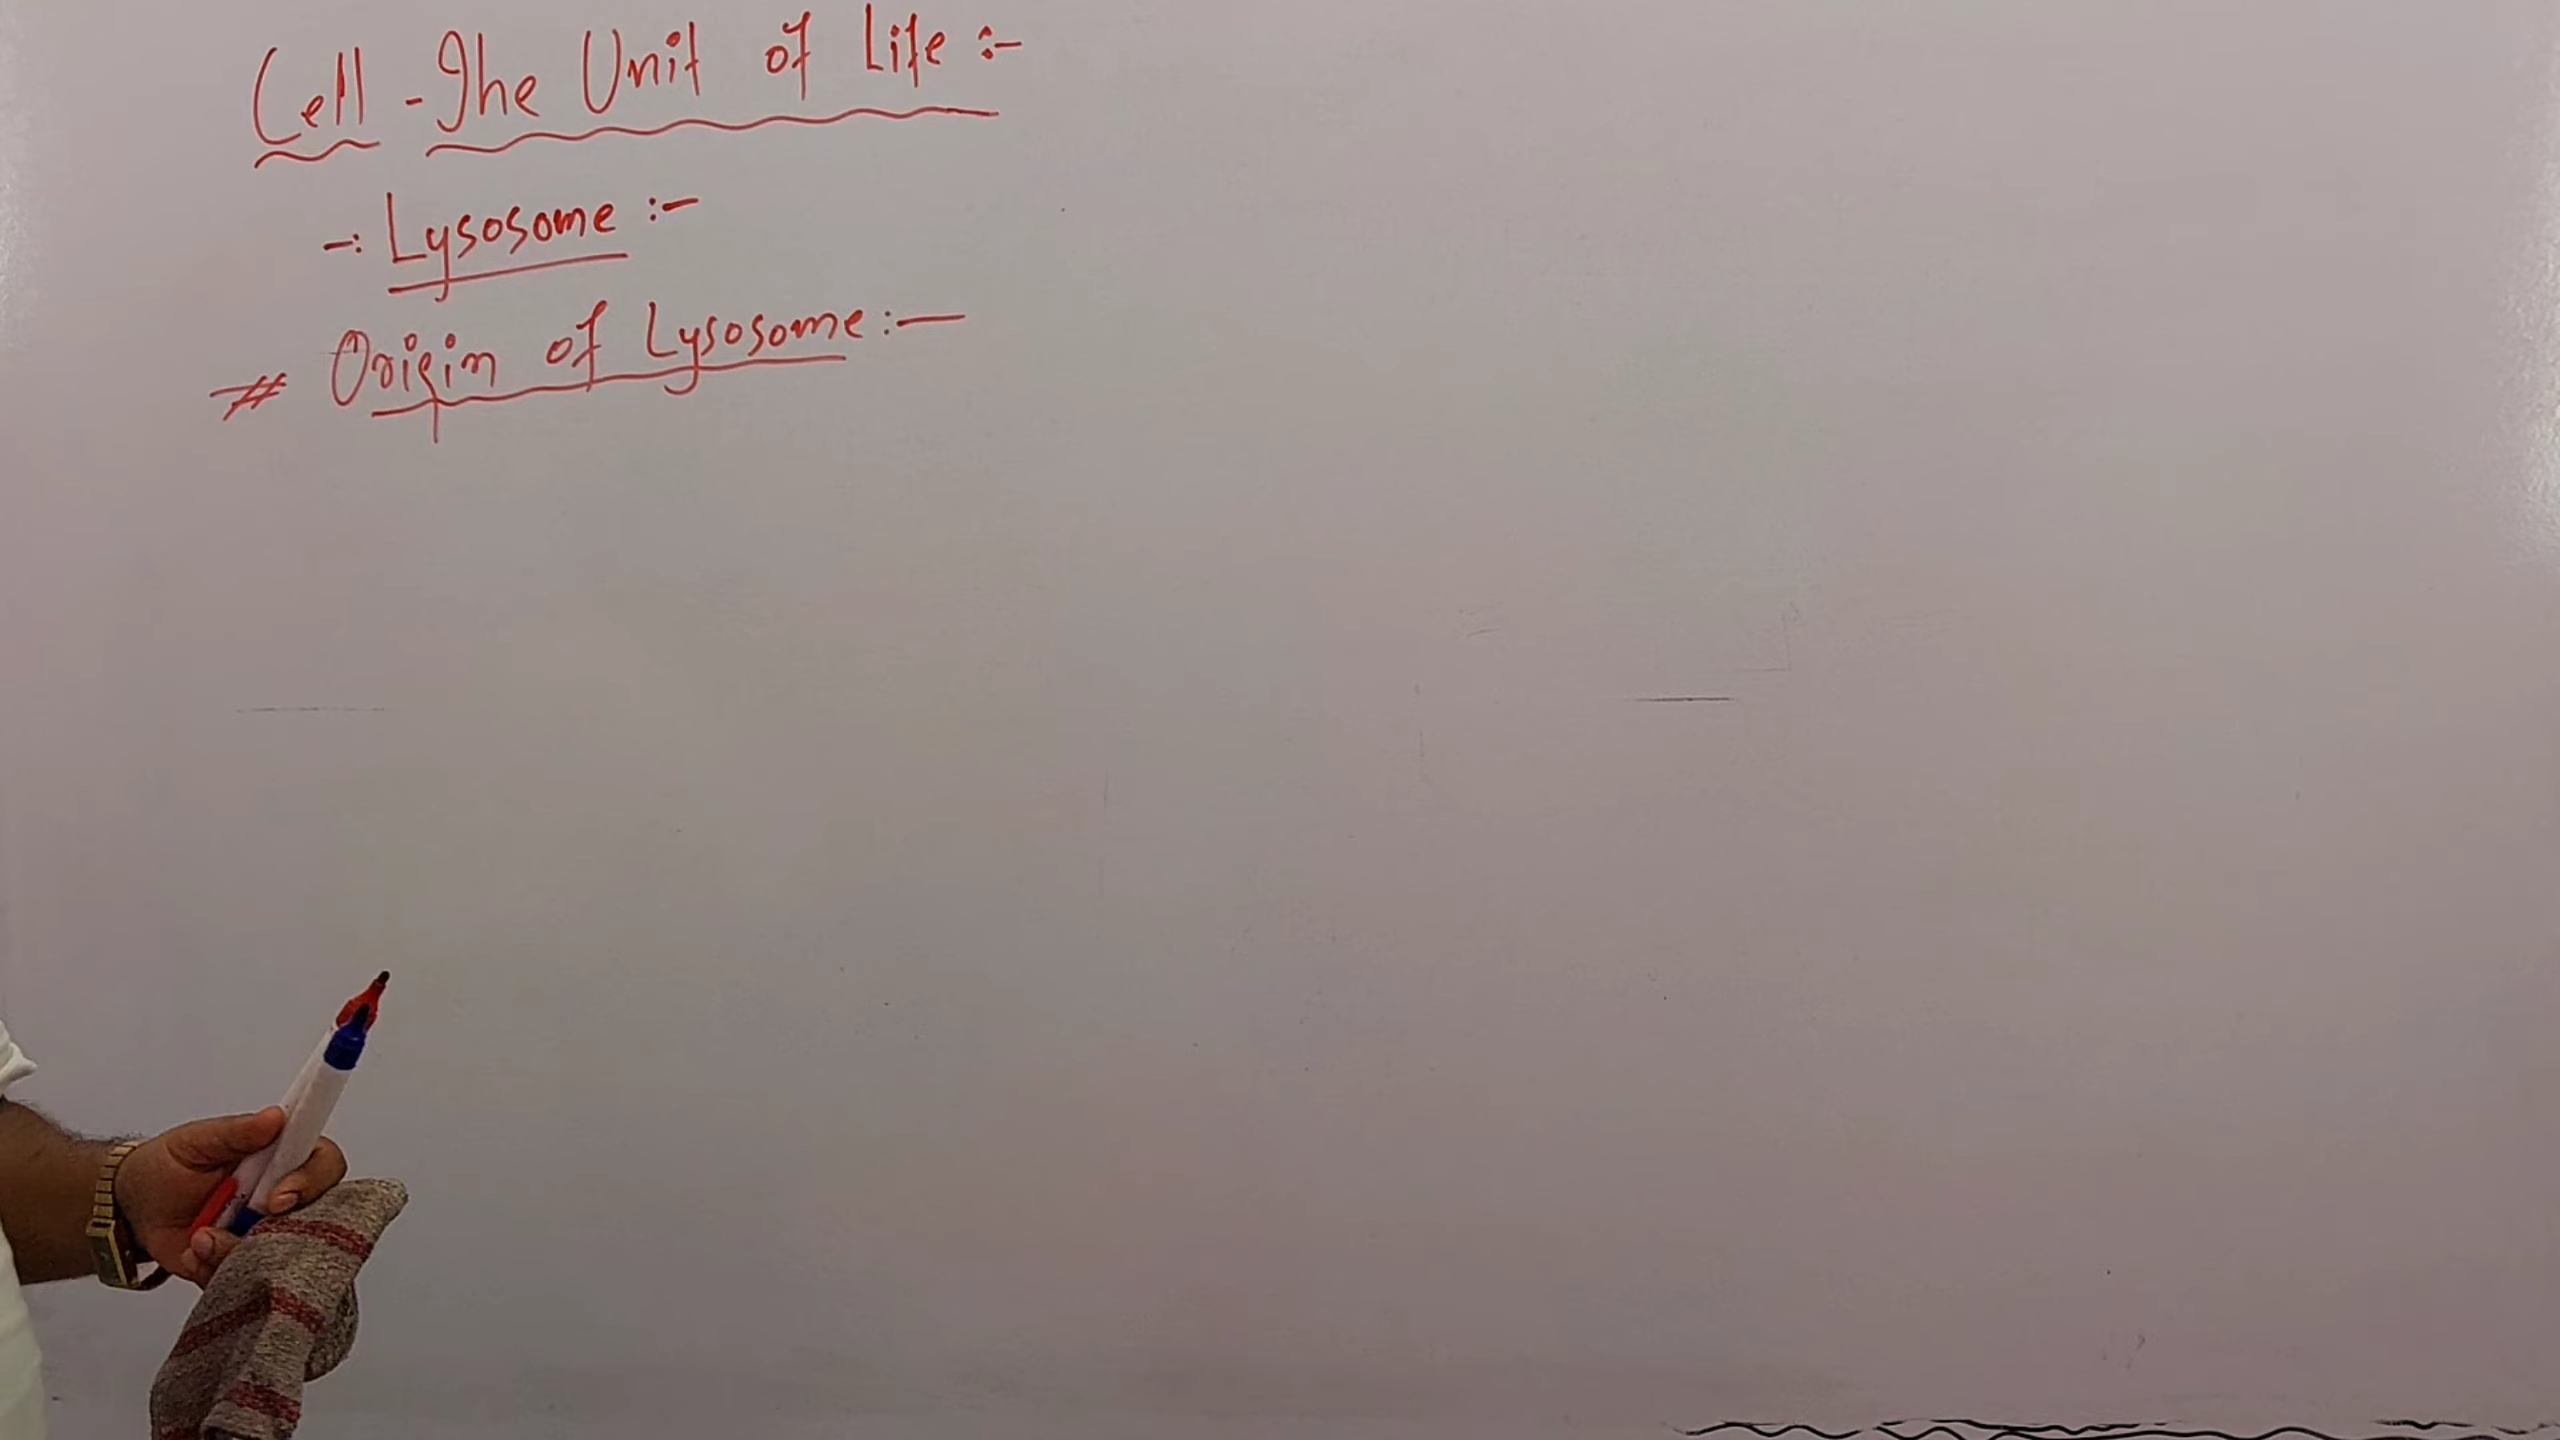 Cell - The Unit of Life :-
-: Lysosome :-
# Origin of Lysosome :-